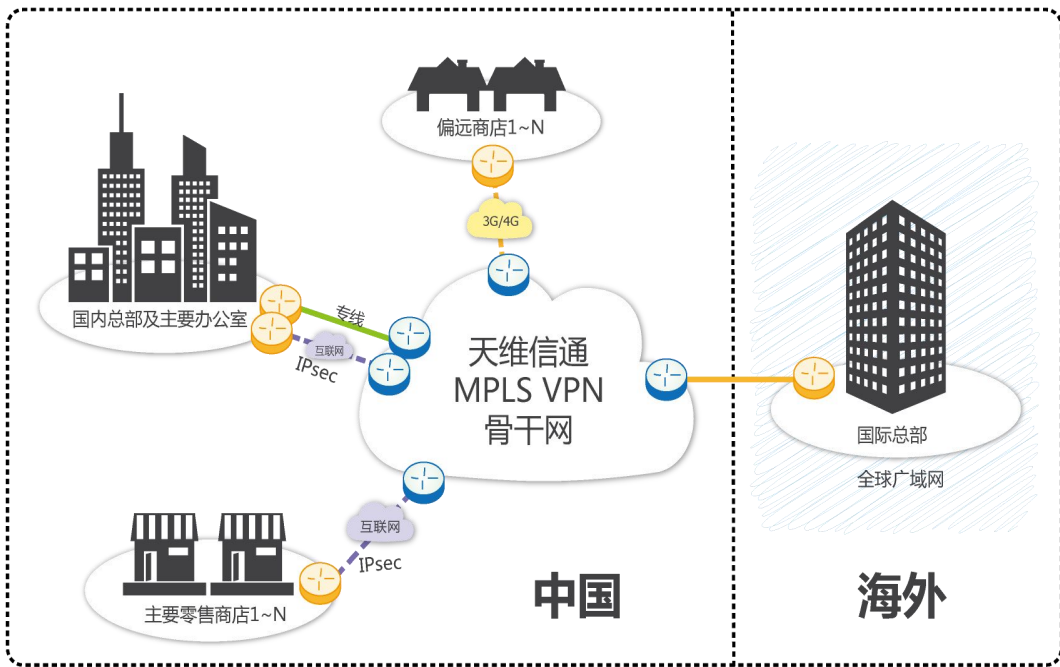 偏远商店1~N
3G/4G
国内总部及主要办公室
专线
互联网
IPsec
天维信通
MPLS VPN
骨干网
国际总部
全球广域网
互联网
IPsec
主要零售商店1~N
中国
海外